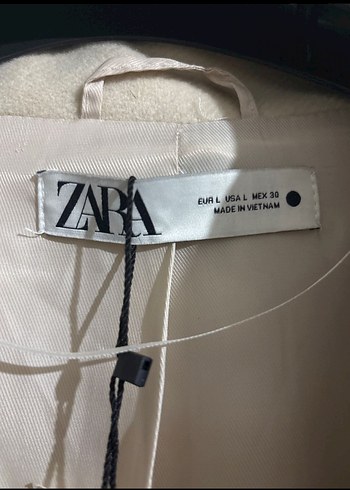 ZARA
EUR L USA L MEX 30
MADE IN VIETNAM